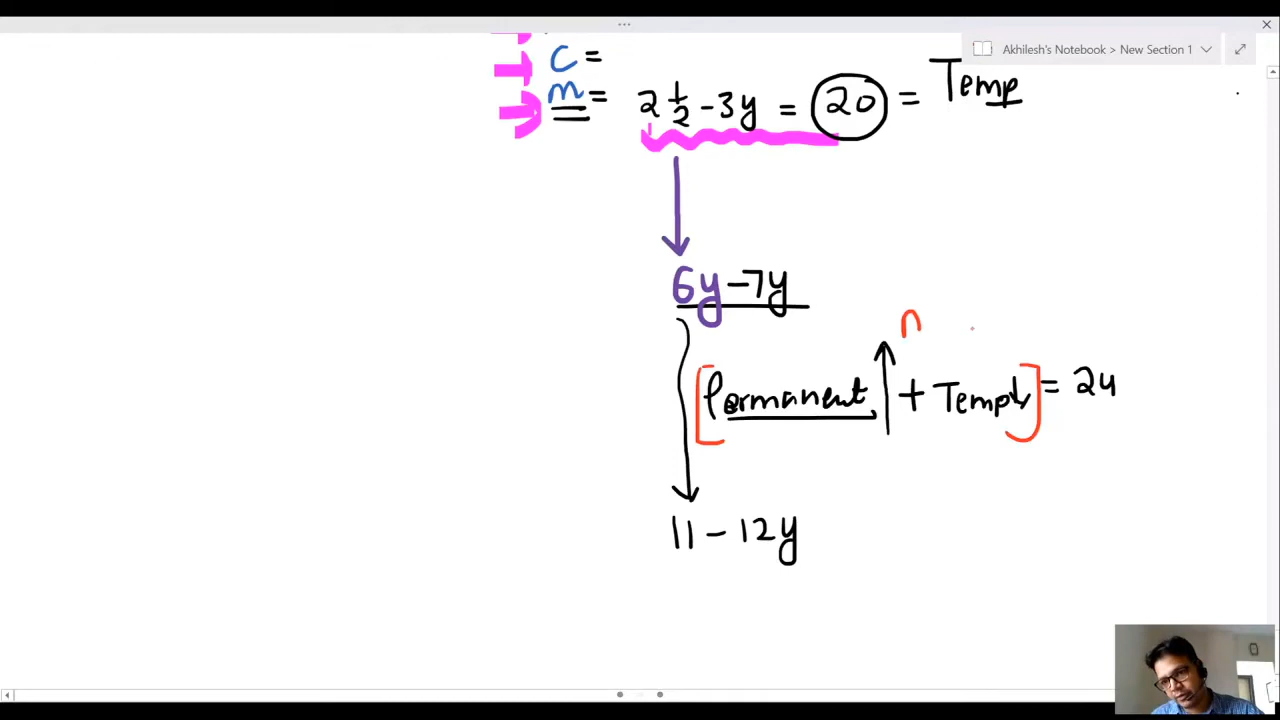 Akhilesh's Notebook > New Section 1
C =
m = 2 1/2 - 3y = 20 = Temp
6y - 7y
n
[Permanent + Temp] = 24
11 - 12y